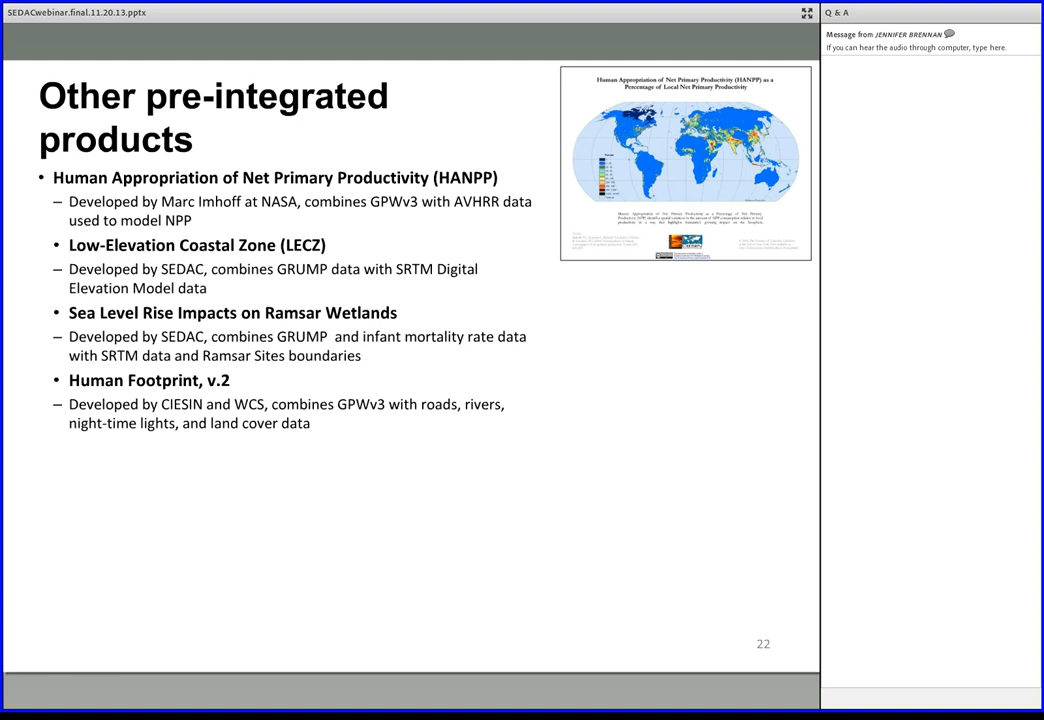 SEDACwebinar.final.11.20.13.pptx
Other pre-integrated
products
• Human Appropriation of Net Primary Productivity (HANPP)
– Developed by Marc Imhoff at NASA, combines GPWv3 with AVHRR data
used to model NPP
• Low-Elevation Coastal Zone (LECZ)
– Developed by SEDAC, combines GRUMP data with SRTM Digital
Elevation Model data
• Sea Level Rise Impacts on Ramsar Wetlands
– Developed by SEDAC, combines GRUMP and infant mortality rate data
with SRTM data and Ramsar Sites boundaries
• Human Footprint, v.2
– Developed by CIESIN and WCS, combines GPWv3 with roads, rivers,
night-time lights, and land cover data
Human Appropriation of Net Primary Productivity (HANPP) as a
Percentage of Local Net Primary Productivity
22
Q & A
Message from JENNIFER BRENNAN
If you can hear the audio through computer, type here.